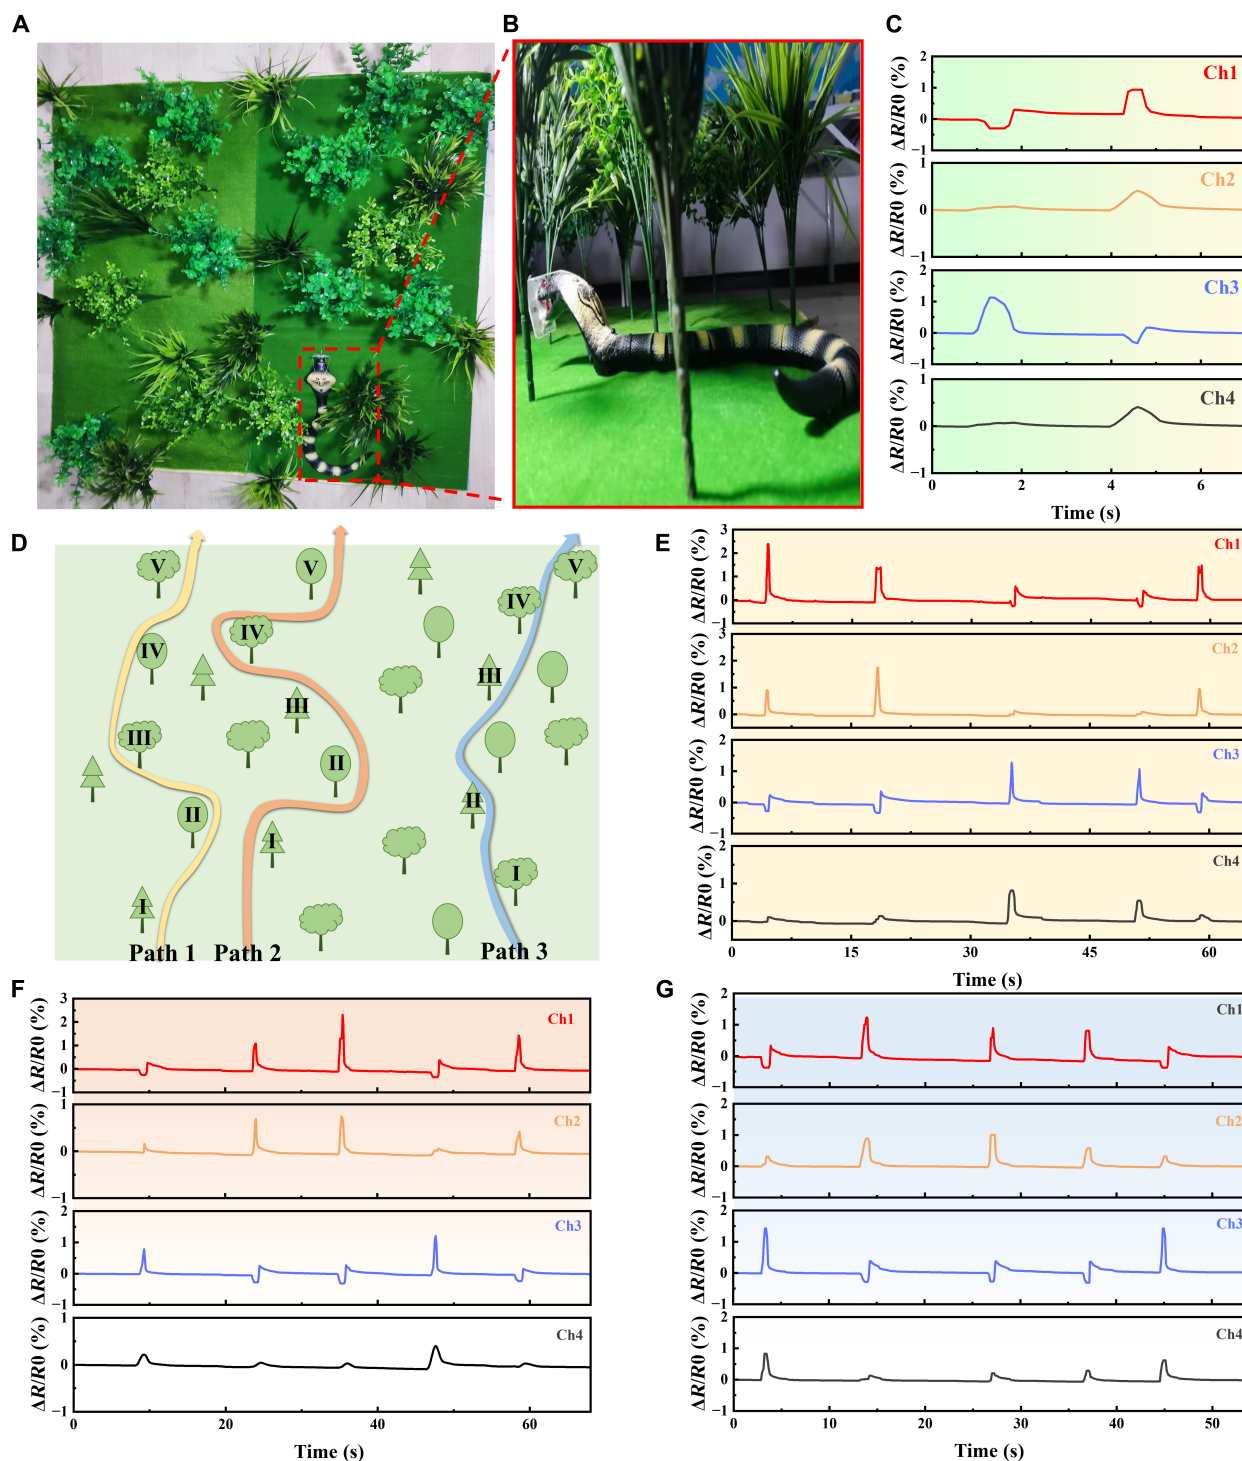 A
B
C
ΔR/R0 (%)
2
1
0
−1
Ch1
ΔR/R0 (%)
1
0
−1
Ch2
ΔR/R0 (%)
2
1
0
−1
Ch3
ΔR/R0 (%)
1
0
−1
Ch4
0 2 4 6
Time (s)
D
V
V
V
IV
IV
IV
III
III
III
II
II
II
I
I
I
Path 1 Path 2 Path 3
E
ΔR/R0 (%)
3
2
1
0
−1
Ch1
ΔR/R0 (%)
3
2
1
0
−1
Ch2
ΔR/R0 (%)
2
1
0
−1
Ch3
ΔR/R0 (%)
2
1
0
−1
Ch4
0 15 30 45 60
Time (s)
F
ΔR/R0 (%)
3
2
1
0
−1
Ch1
ΔR/R0 (%)
1
0
−1
Ch2
ΔR/R0 (%)
2
1
0
−1
Ch3
ΔR/R0 (%)
1
0
−1
Ch4
0 20 40 60
Time (s)
G
ΔR/R0 (%)
2
1
0
−1
Ch1
ΔR/R0 (%)
2
1
0
−1
Ch2
ΔR/R0 (%)
2
1
0
−1
Ch3
ΔR/R0 (%)
2
1
0
−1
Ch4
0 10 20 30 40 50
Time (s)